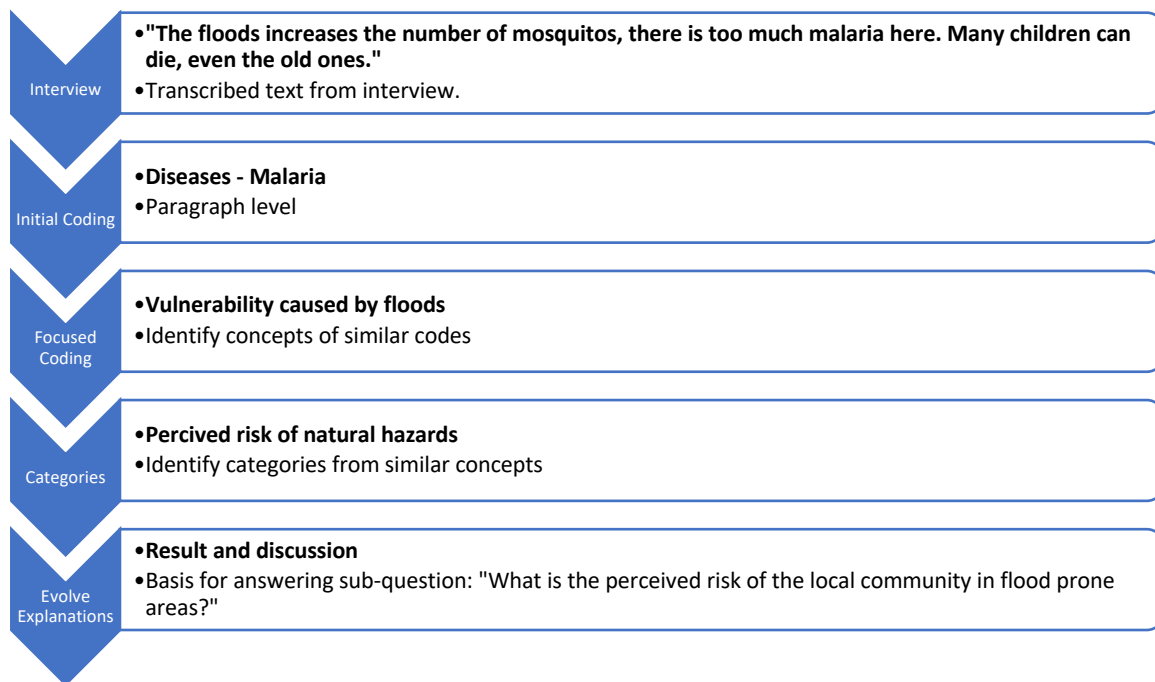 •"The floods increases the number of mosquitos, there is too much malaria here. Many children can
die, even the old ones."
Interview
•Transcribed text from interview.
•Diseases - Malaria
•Paragraph level
Initial Coding
•Vulnerability caused by floods
•Identify concepts of similar codes
Focused
Coding
•Percived risk of natural hazards
•Identify categories from similar concepts
Categories
•Result and discussion
•Basis for answering sub-question: "What is the perceived risk of the local community in flood prone
areas?"
Evolve
Explanations